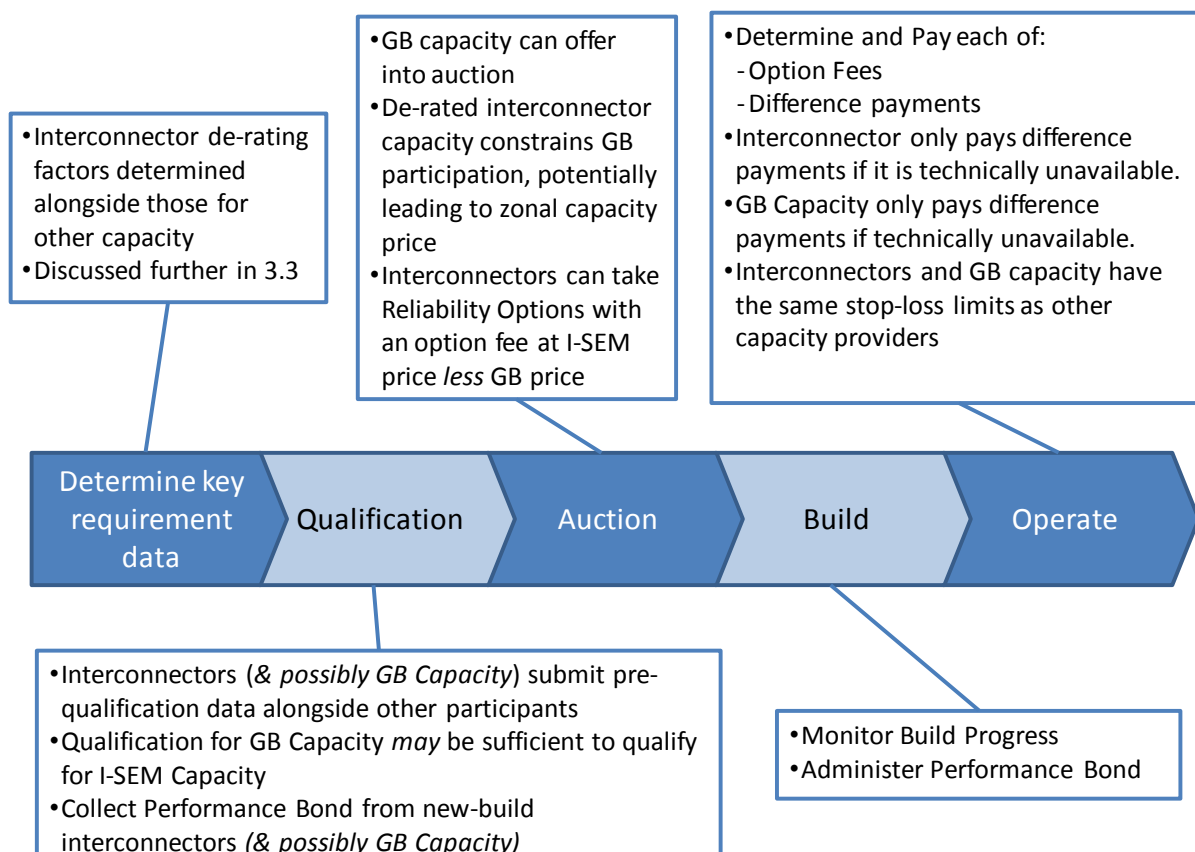 •Interconnector de-rating
factors determined
alongside those for
other capacity
•Discussed further in 3.3
•GB capacity can offer
into auction
•De-rated interconnector
capacity constrains GB
participation, potentially
leading to zonal capacity
price
•Interconnectors can take
Reliability Options with
an option fee at I-SEM
price less GB price
•Determine and Pay each of:
-Option Fees
-Difference payments
•Interconnector only pays difference
payments if it is technically unavailable.
•GB Capacity only pays difference
payments if technically unavailable.
•Interconnectors and GB capacity have
the same stop-loss limits as other
capacity providers
Determine key
requirement
data
Qualification
Auction
Build
Operate
•Interconnectors (& possibly GB Capacity) submit pre-
qualification data alongside other participants
•Qualification for GB Capacity may be sufficient to qualify
for I-SEM Capacity
•Collect Performance Bond from new-build
interconnectors (& possibly GB Capacity)
•Monitor Build Progress
•Administer Performance Bond